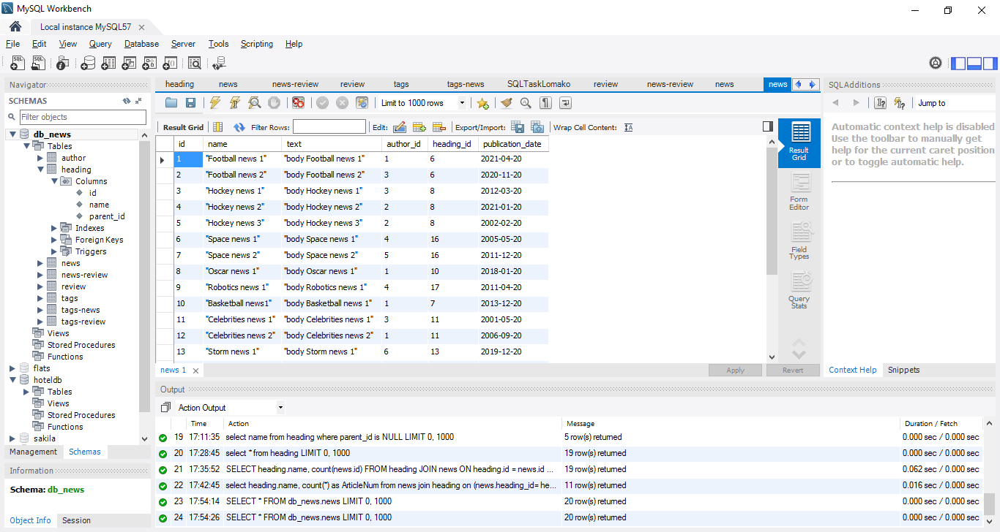 MySQL Workbench
Local instance MySQL57
File Edit View Query Database Server Tools Scripting Help
Navigator
SCHEMAS
Filter objects
db_news
Tables
author
heading
Columns
id
name
parent_id
Indexes
Foreign Keys
Triggers
news
news-review
review
tags
tags-news
tags-review
Views
Stored Procedures
Functions
flats
hoteldb
Tables
Views
Stored Procedures
Functions
sakila
Management Schemas
Information
Schema: db_news
Object Info Session
heading news news-review review tags tags-news SQLTaskLomako review news-review news news
Limit to 1000 rows
Result Grid Filter Rows: Edit: Export/Import: Wrap Cell Content:
id name text author_id heading_id publication_date
1 "Football news 1" "body Football news 1" 1 6 2021-04-20
2 "Football news 2" "body Football news 2" 3 6 2020-11-20
3 "Hockey news 1" "body Hockey news 1" 3 8 2012-03-20
4 "Hockey news 2" "body Hockey news 2" 2 8 2021-01-20
5 "Hockey news 3" "body Hockey news 3" 2 8 2002-02-20
6 "Space news 1" "body Space news 1" 4 16 2005-05-20
7 "Space news 2" "body Space news 2" 5 16 2011-12-20
8 "Oscar news 1" "body Oscar news 1" 1 10 2018-01-20
9 "Robotics news 1" "body Robotics news 1" 4 17 2011-04-20
10 "Basketball news1" "body Basketball news 1" 1 7 2013-12-20
11 "Celebrities news 1" "body Celebrities news 1" 3 11 2001-05-20
12 "Celebrities news 2" "body Celebrities news 2" 1 11 2006-09-20
13 "Storm news 1" "body Storm news 1" 6 13 2019-12-20
Result
Grid
Form
Editor
Field
Types
Query
Stats
news 1
Apply Revert
SQLAdditions
Jump to
Automatic context help is disabled.
Use the toolbar to manually get
help for the current caret position
or to toggle automatic help.
Context Help Snippets
Output
Action Output
Time Action Message Duration / Fetch
19 17:11:35 select name from heading where parent_id is NULL LIMIT 0, 1000 5 row(s) returned 0.000 sec / 0.000 sec
20 17:28:45 select * from heading LIMIT 0, 1000 19 row(s) returned 0.000 sec / 0.000 sec
21 17:35:52 SELECT heading.name, count(news.id) FROM heading JOIN news ON heading.id = news.id ... 19 row(s) returned 0.062 sec / 0.000 sec
22 17:42:45 select heading.name, count(*) as ArticleNum from news join heading on (news.heading_id= he... 11 row(s) returned 0.016 sec / 0.000 sec
23 17:54:14 SELECT * FROM db_news.news LIMIT 0, 1000 20 row(s) returned 0.000 sec / 0.000 sec
24 17:54:26 SELECT * FROM db_news.news LIMIT 0, 1000 20 row(s) returned 0.000 sec / 0.000 sec